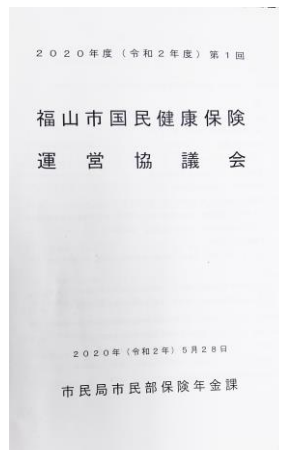 2020年度（令和2年度）第1回
福山市国民健康保険
運営協議会
2020年（令和2年）5月28日
市民局市民部保険年金課